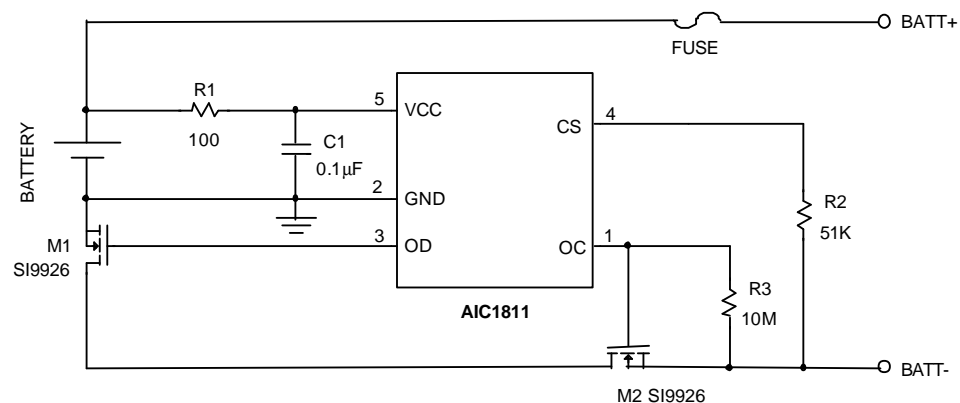 BATT+
FUSE
R1
5
VCC
4
CS
BATTERY
100
C1
0.1µF
R2
51K
2
GND
M1
SI9926
3
OD
1
OC
R3
10M
AIC1811
BATT-
M2 SI9926